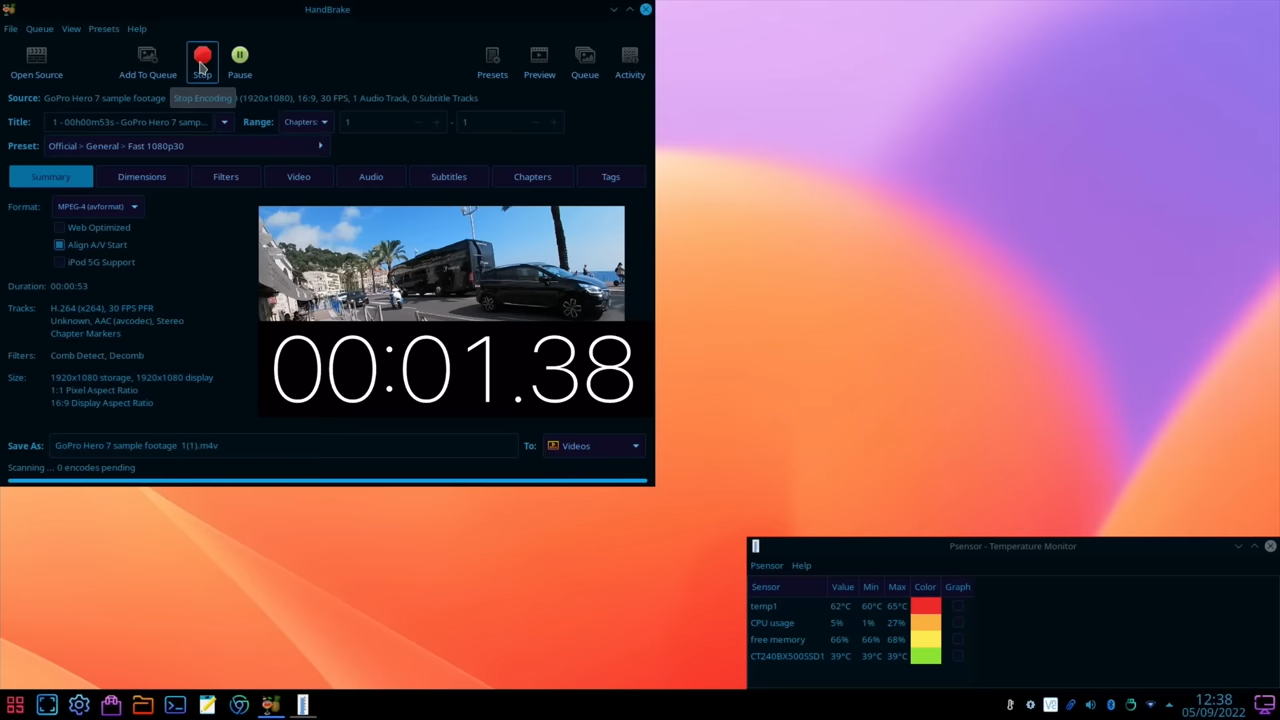 HandBrake
File Queue View Presets Help
Open Source Add To Queue Stop Pause Presets Preview Queue Activity
Source: GoPro Hero 7 sample footage (1920x1080), 16:9, 30 FPS, 1 Audio Track, 0 Subtitle Tracks
Stop Encoding
Title: 1 - 00h00m53s - GoPro Hero 7 samp... Range: Chapters: 1 - 1
Preset: Official > General > Fast 1080p30
Summary Dimensions Filters Video Audio Subtitles Chapters Tags
Format: MPEG-4 (avformat)
Web Optimized
Align A/V Start
iPod 5G Support
Duration: 00:00:53
Tracks: H.264 (x264), 30 FPS PFR
Unknown, AAC (avcodec), Stereo
Chapter Markers
Filters: Comb Detect, Decomb
Size: 1920x1080 storage, 1920x1080 display
1:1 Pixel Aspect Ratio
16:9 Display Aspect Ratio
00:01.38
Save As: GoPro Hero 7 sample footage 1(1).m4v To: Videos
Scanning ... 0 encodes pending
Psensor - Temperature Monitor
Psensor Help
Sensor Value Min Max Color Graph
temp1 62°C 60°C 65°C
CPU usage 5% 1% 27%
free memory 66% 66% 68%
CT240BX500SSD1 39°C 39°C 39°C
12:38
05/09/2022